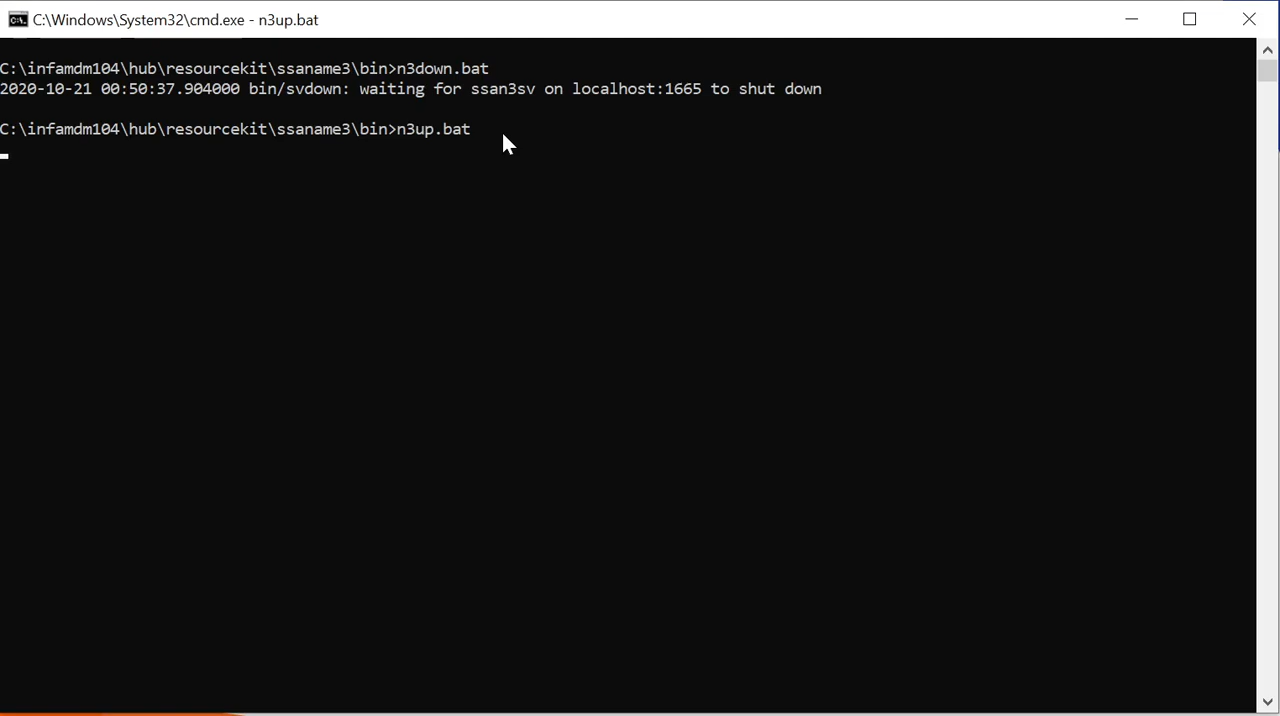 C:\Windows\System32\cmd.exe - n3up.bat
C:\infamdm104\hub\resourcekit\ssaname3\bin>n3down.bat
2020-10-21 00:50:37.904000 bin/svdown: waiting for ssan3sv on localhost:1665 to shut down
C:\infamdm104\hub\resourcekit\ssaname3\bin>n3up.bat